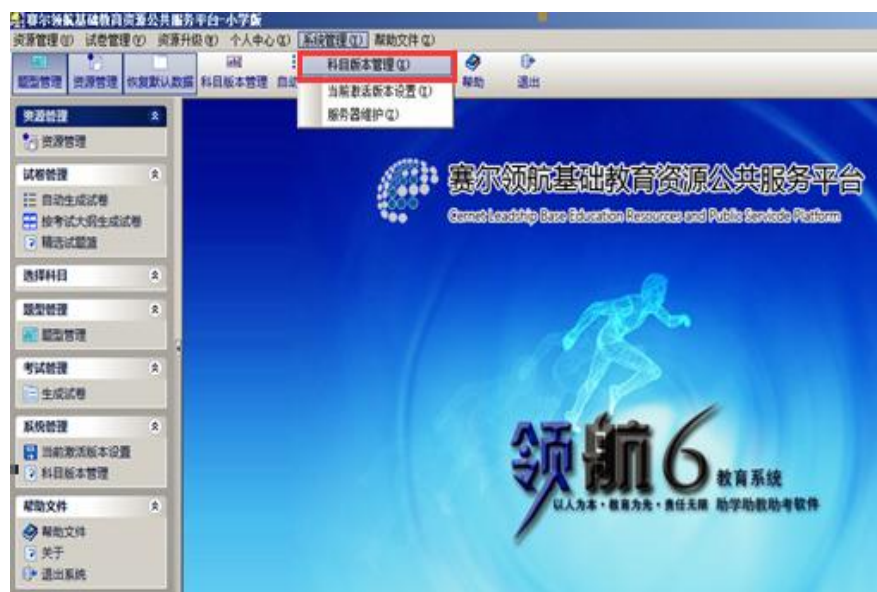 赛尔领航基础教育资源公共服务平台-小学版
资源管理 试卷管理 资源升级 个人中心 系统管理 帮助文件
题型管理 资源管理 恢复默认数据 科目版本管理 自动 帮助 退出
科目版本管理
当前激活版本设置
服务器维护
资源管理
资源管理
试卷管理
自动生成试卷
按考试大纲生成试卷
精选试题篮
选择科目
题型管理
题型管理
考试管理
生成试卷
系统管理
当前激活版本设置
科目版本管理
帮助文件
帮助文件
关于
退出系统
赛尔领航基础教育资源公共服务平台
Cernet Leadship Base Education Resources and Public Servicde Platform
领航6 教育系统
以人为本·教育为先·责任无限 助学助教助考软件